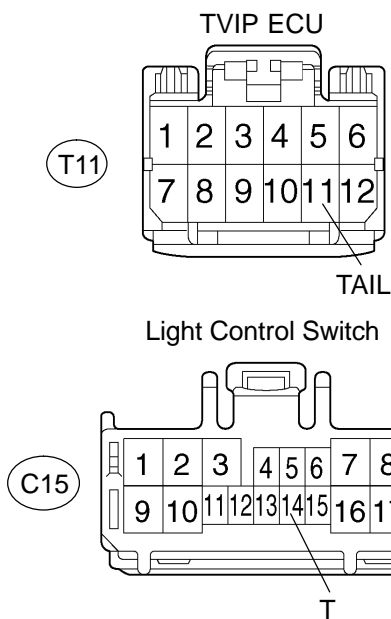 TVIP ECU
T11
1 2 3 4 5 6
7 8 9 10 11 12
TAIL
Light Control Switch
C15
1 2 3 4 5 6 7 8
9 10 11 12 13 14 15 16
T